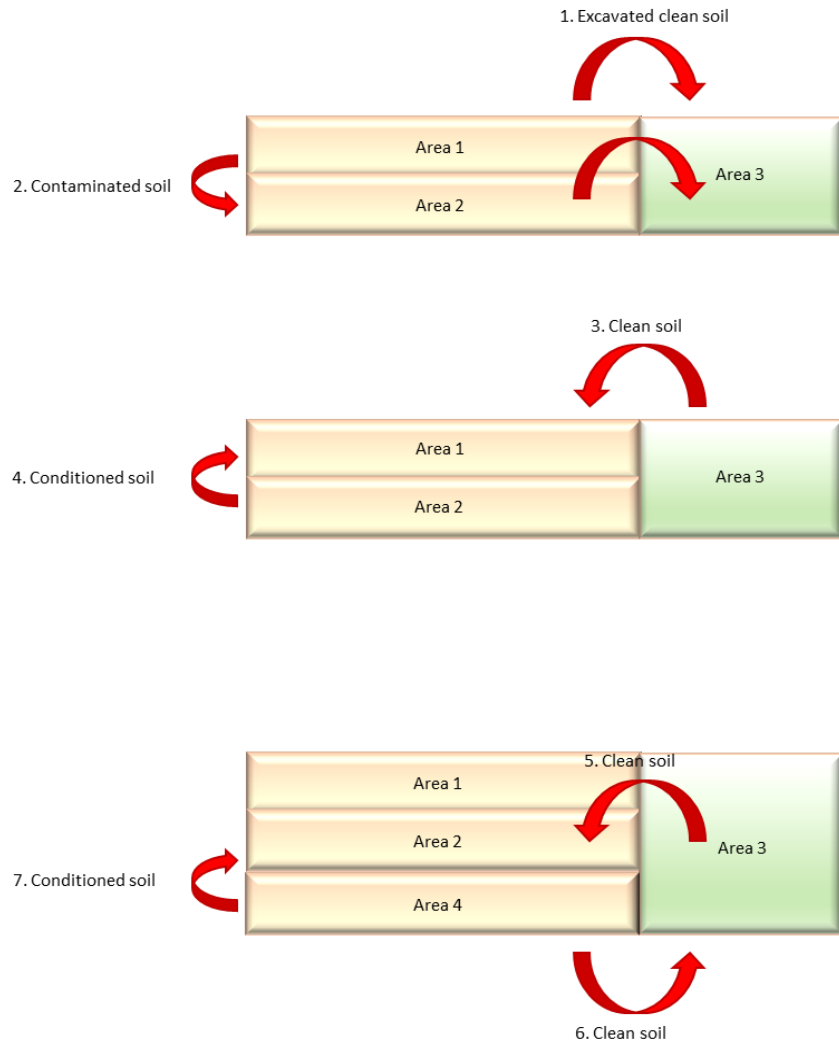 1. Excavated clean soil
Area 1
Area 3
2. Contaminated soil
Area 2
3. Clean soil
Area 1
4. Conditioned soil
Area 3
Area 2
5. Clean soil
Area 1
Area 2
Area 3
7. Conditioned soil
Area 4
6. Clean soil